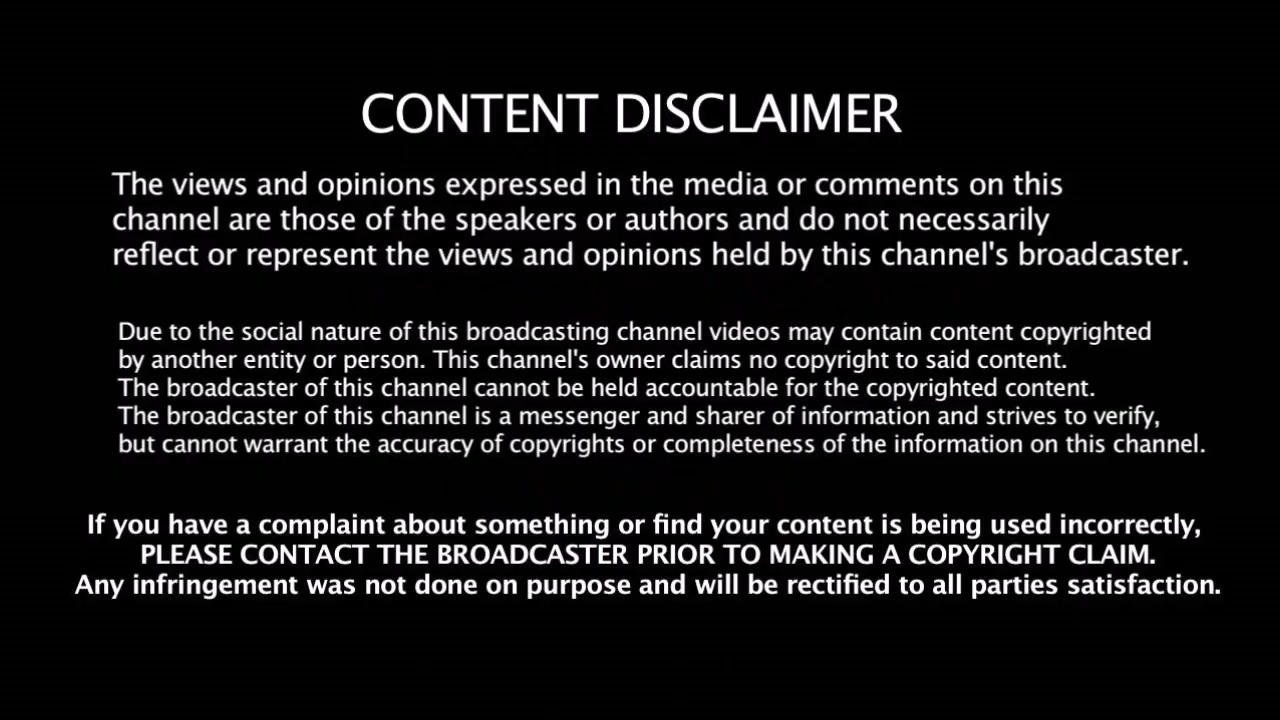 CONTENT DISCLAIMER
The views and opinions expressed in the media or comments on this
channel are those of the speakers or authors and do not necessarily
reflect or represent the views and opinions held by this channel's broadcaster.
Due to the social nature of this broadcasting channel videos may contain content copyrighted
by another entity or person. This channel's owner claims no copyright to said content.
The broadcaster of this channel cannot be held accountable for the copyrighted content.
The broadcaster of this channel is a messenger and sharer of information and strives to verify,
but cannot warrant the accuracy of copyrights or completeness of the information on this channel.
If you have a complaint about something or find your content is being used incorrectly,
PLEASE CONTACT THE BROADCASTER PRIOR TO MAKING A COPYRIGHT CLAIM.
Any infringement was not done on purpose and will be rectified to all parties satisfaction.